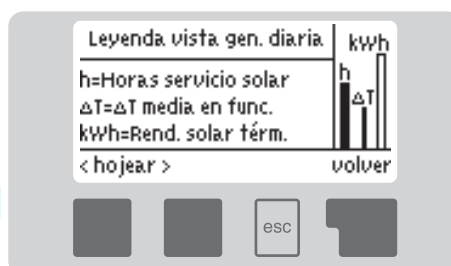 Leyenda vista gen. diaria
kWh
h=Horas servicio solar
h
ΔT=ΔT media en func.
ΔT
kWh=Rend. solar térm.
< hojear >
volver
esc